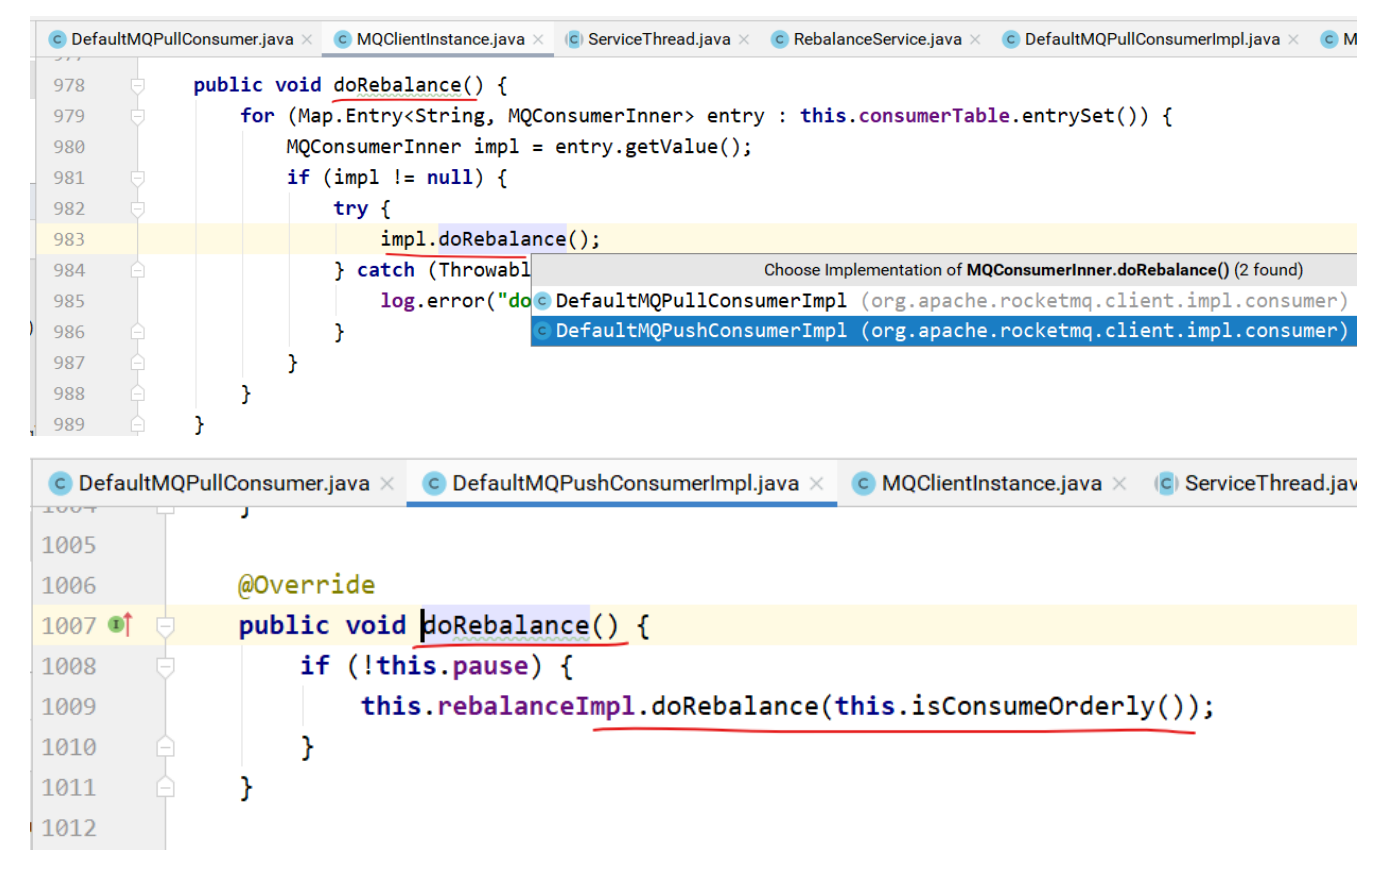 DefaultMQPullConsumer.java × MQClientInstance.java × ServiceThread.java × RebalanceService.java × DefaultMQPullConsumerImpl.java × M
978 public void doRebalance() {
979 for (Map.Entry<String, MQConsumerInner> entry : this.consumerTable.entrySet()) {
980 MQConsumerInner impl = entry.getValue();
981 if (impl != null) {
982 try {
983 impl.doRebalance();
984 } catch (Throwabl
Choose Implementation of MQConsumerInner.doRebalance() (2 found)
985 log.error("do
DefaultMQPullConsumerImpl (org.apache.rocketmq.client.impl.consumer)
986 }
DefaultMQPushConsumerImpl (org.apache.rocketmq.client.impl.consumer)
987 }
988 }
989 }
DefaultMQPullConsumer.java × DefaultMQPushConsumerImpl.java × MQClientInstance.java × ServiceThread.jav
1004 }
1005
1006 @Override
1007 public void doRebalance() {
1008 if (!this.pause) {
1009 this.rebalanceImpl.doRebalance(this.isConsumeOrderly());
1010 }
1011 }
1012